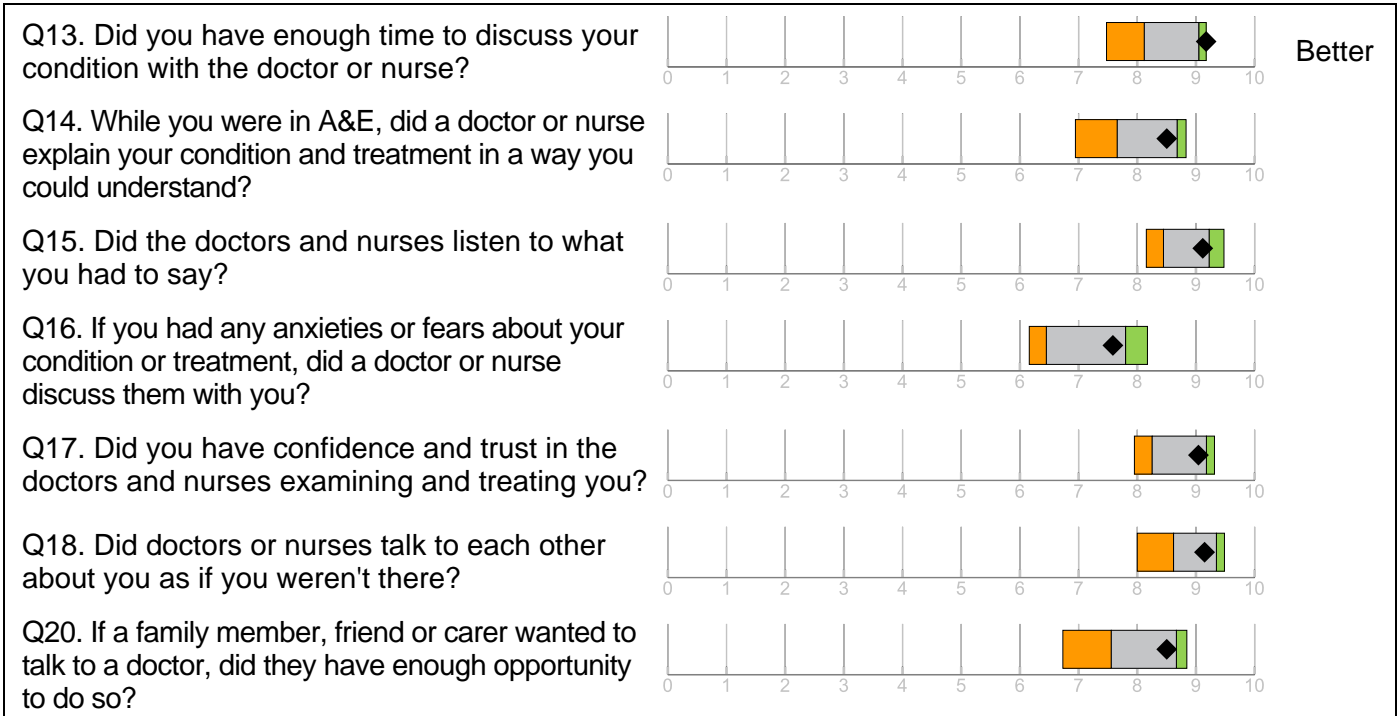 Q13. Did you have enough time to discuss your
condition with the doctor or nurse?
Better
0 1 2 3 4 5 6 7 8 9 10
Q14. While you were in A&E, did a doctor or nurse
explain your condition and treatment in a way you
could understand?
0 1 2 3 4 5 6 7 8 9 10
Q15. Did the doctors and nurses listen to what
you had to say?
0 1 2 3 4 5 6 7 8 9 10
Q16. If you had any anxieties or fears about your
condition or treatment, did a doctor or nurse
discuss them with you?
0 1 2 3 4 5 6 7 8 9 10
Q17. Did you have confidence and trust in the
doctors and nurses examining and treating you?
0 1 2 3 4 5 6 7 8 9 10
Q18. Did doctors or nurses talk to each other
about you as if you weren't there?
0 1 2 3 4 5 6 7 8 9 10
Q20. If a family member, friend or carer wanted to
talk to a doctor, did they have enough opportunity
to do so?
0 1 2 3 4 5 6 7 8 9 10